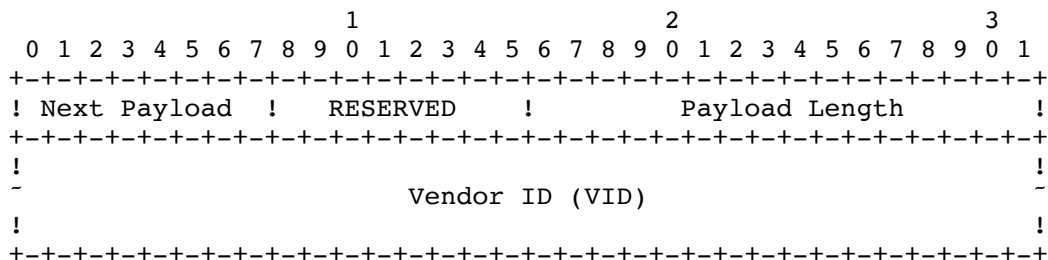 1                   2                   3
 0 1 2 3 4 5 6 7 8 9 0 1 2 3 4 5 6 7 8 9 0 1 2 3 4 5 6 7 8 9 0 1
+-+-+-+-+-+-+-+-+-+-+-+-+-+-+-+-+-+-+-+-+-+-+-+-+-+-+-+-+-+-+-+-+
! Next Payload  !   RESERVED    !         Payload Length        !
+-+-+-+-+-+-+-+-+-+-+-+-+-+-+-+-+-+-+-+-+-+-+-+-+-+-+-+-+-+-+-+-+
!                                                               !
~                        Vendor ID (VID)                        ~
!                                                               !
+-+-+-+-+-+-+-+-+-+-+-+-+-+-+-+-+-+-+-+-+-+-+-+-+-+-+-+-+-+-+-+-+